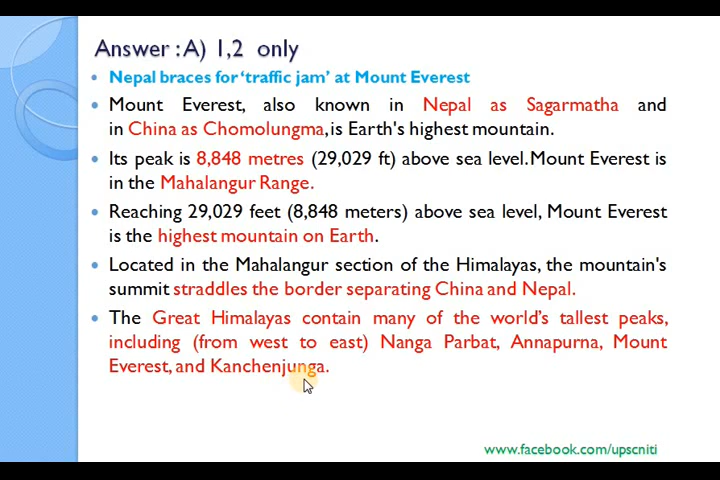 Answer : A) 1,2 only
Nepal braces for ‘traffic jam’ at Mount Everest
Mount Everest, also known in Nepal as Sagarmatha and
in China as Chomolungma, is Earth's highest mountain.
Its peak is 8,848 metres (29,029 ft) above sea level. Mount Everest is
in the Mahalangur Range.
Reaching 29,029 feet (8,848 meters) above sea level, Mount Everest
is the highest mountain on Earth.
Located in the Mahalangur section of the Himalayas, the mountain's
summit straddles the border separating China and Nepal.
The Great Himalayas contain many of the world’s tallest peaks,
including (from west to east) Nanga Parbat, Annapurna, Mount
Everest, and Kanchenjunga.
www.facebook.com/upscniti